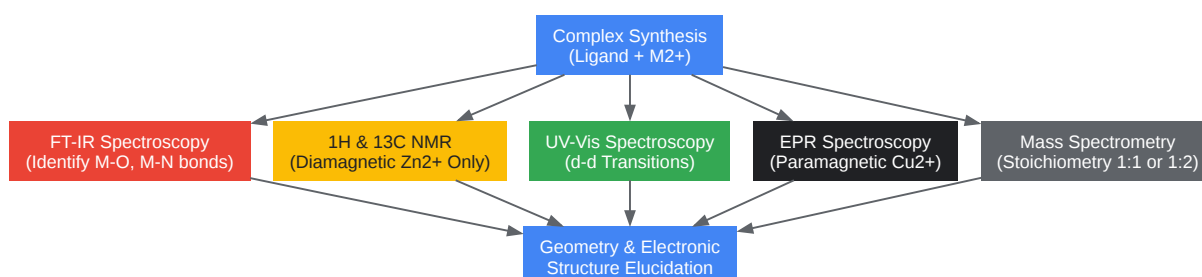 Complex Synthesis
(Ligand + M2+)
FT-IR Spectroscopy
(Identify M-O, M-N bonds)
1H & 13C NMR
(Diamagnetic Zn2+ Only)
UV-Vis Spectroscopy
(d-d Transitions)
EPR Spectroscopy
(Paramagnetic Cu2+)
Mass Spectrometry
(Stoichiometry 1:1 or 1:2)
Geometry & Electronic
Structure Elucidation